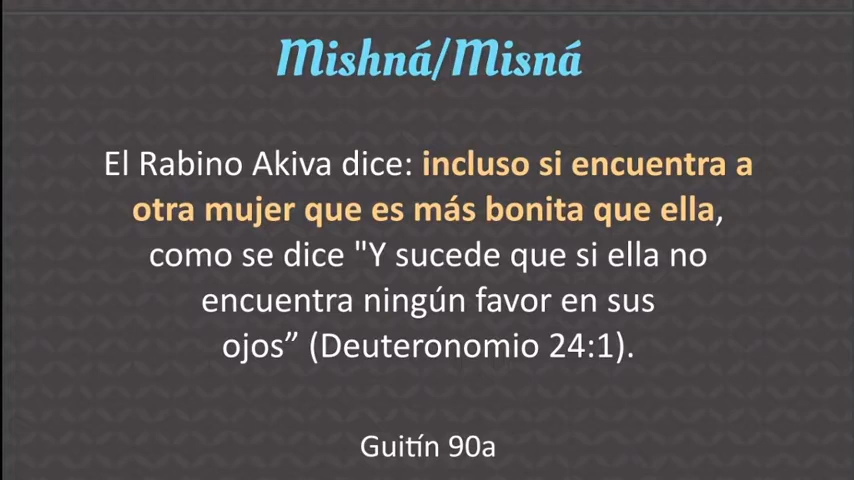 Mishná/Misná
El Rabino Akiva dice: incluso si encuentra a
otra mujer que es más bonita que ella,
como se dice "Y sucede que si ella no
encuentra ningún favor en sus
ojos” (Deuteronomio 24:1).
Guitín 90a